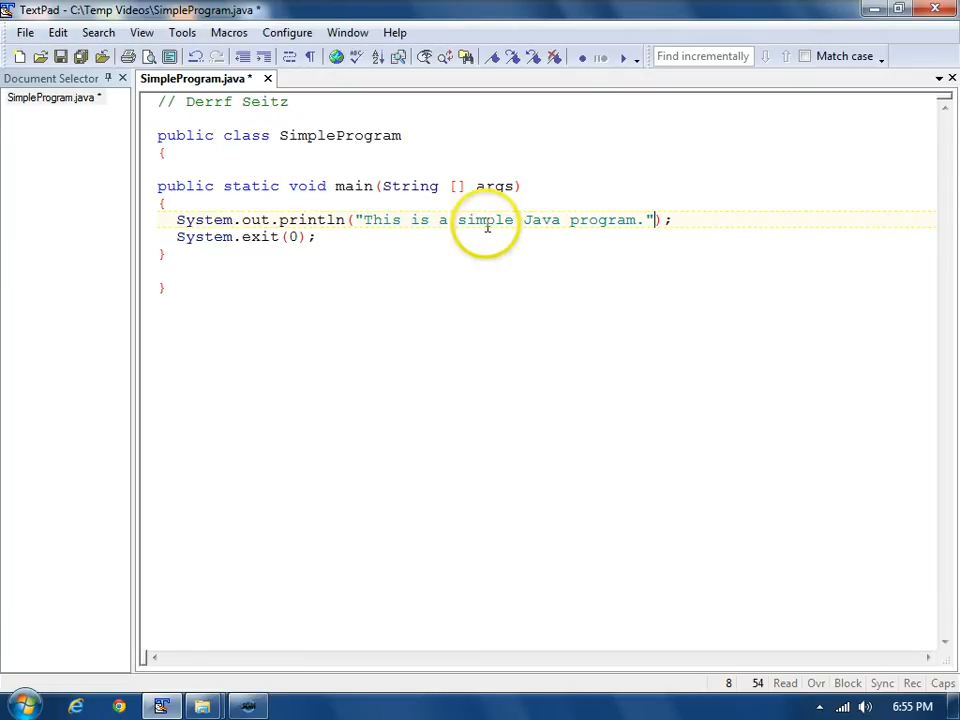 TextPad - C:\Temp Videos\SimpleProgram.java *
File Edit Search View Tools Macros Configure Window Help
Find incrementally Match case
Document Selector
SimpleProgram.java *
SimpleProgram.java *
// Derrf Seitz
public class SimpleProgram
{
public static void main(String [] args)
{
System.out.println("This is a simple Java program.");
System.exit(0);
}
}
8 54 Read Ovr Block Sync Rec Caps
6:55 PM